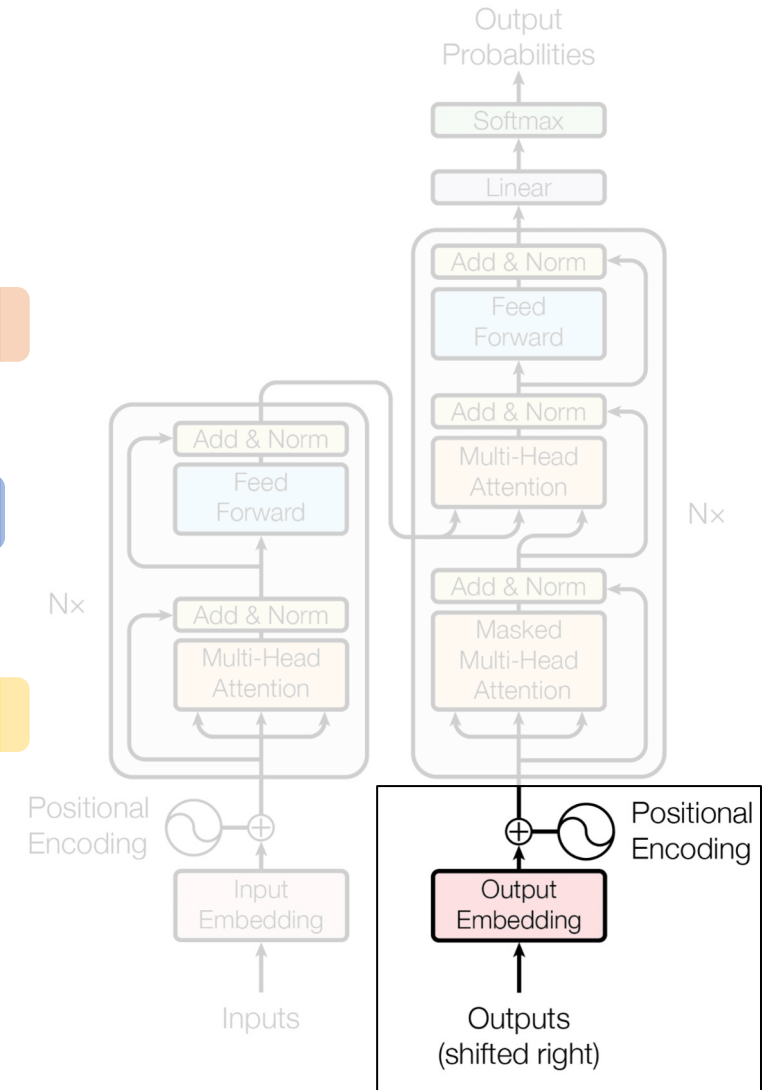 Output
Probabilities
Softmax
Linear
Add & Norm
Feed
Forward
Add & Norm
Multi-Head
Attention
Add & Norm
Masked
Multi-Head
Attention
Nx
Add & Norm
Feed
Forward
Add & Norm
Multi-Head
Attention
Nx
Positional
Encoding
Input
Embedding
Inputs
Positional
Encoding
Output
Embedding
Outputs
(shifted right)